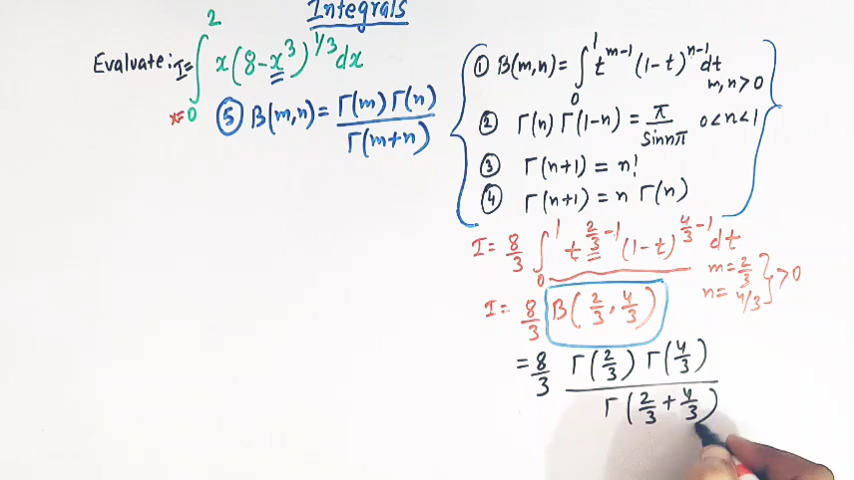 Integrals
Evaluate: I = ∫₀² x(8-x³)^{1/3} dx
x=0
⑤ B(m,n) = Γ(m) Γ(n) / Γ(m+n)
① B(m,n) = ∫₀¹ t^{m-1} (1-t)^{n-1} dt
m, n > 0
② Γ(n) Γ(1-n) = π / Sin nπ 0<n<1
③ Γ(n+1) = n!
④ Γ(n+1) = n Γ(n)
I = 8/3 ∫₀¹ t^{2/3 -1} (1-t)^{4/3 -1} dt
m = 2/3
n = 4/3 } >0
I = 8/3 B(2/3, 4/3)
= 8/3 Γ(2/3) Γ(4/3) / Γ(2/3 + 4/3)